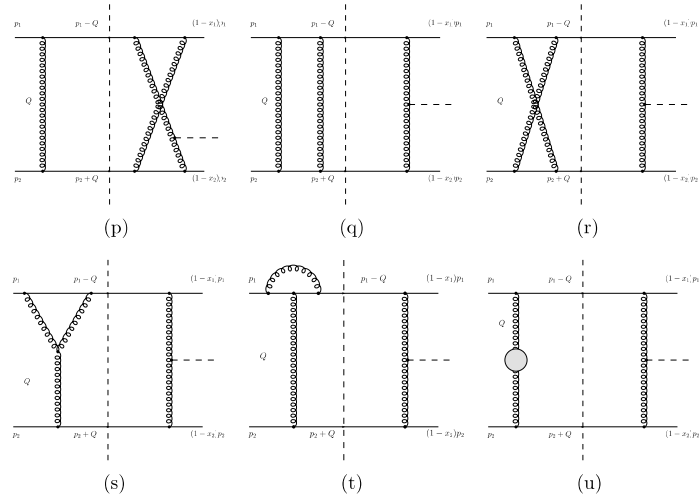 p₁ p₁ − Q (1 − x₁)p₁ p₁ p₁ − Q (1 − x₁)p₁ p₁ p₁ − Q (1 − x₁)p₁
Q Q Q
p₂ p₂ + Q (1 − x₂)p₂ p₂ p₂ + Q (1 − x₂)p₂ p₂ p₂ + Q (1 − x₂)p₂
(p) (q) (r)
p₁ p₁ − Q (1 − x₁)p₁ p₁ p₁ − Q (1 − x₁)p₁ p₁ p₁ − Q (1 − x₁)p₁
Q
Q
Q
p₂ p₂ + Q (1 − x₂)p₂ p₂ p₂ + Q (1 − x₁)p₂ p₂ p₂ + Q (1 − x₂)p₂
(s) (t) (u)